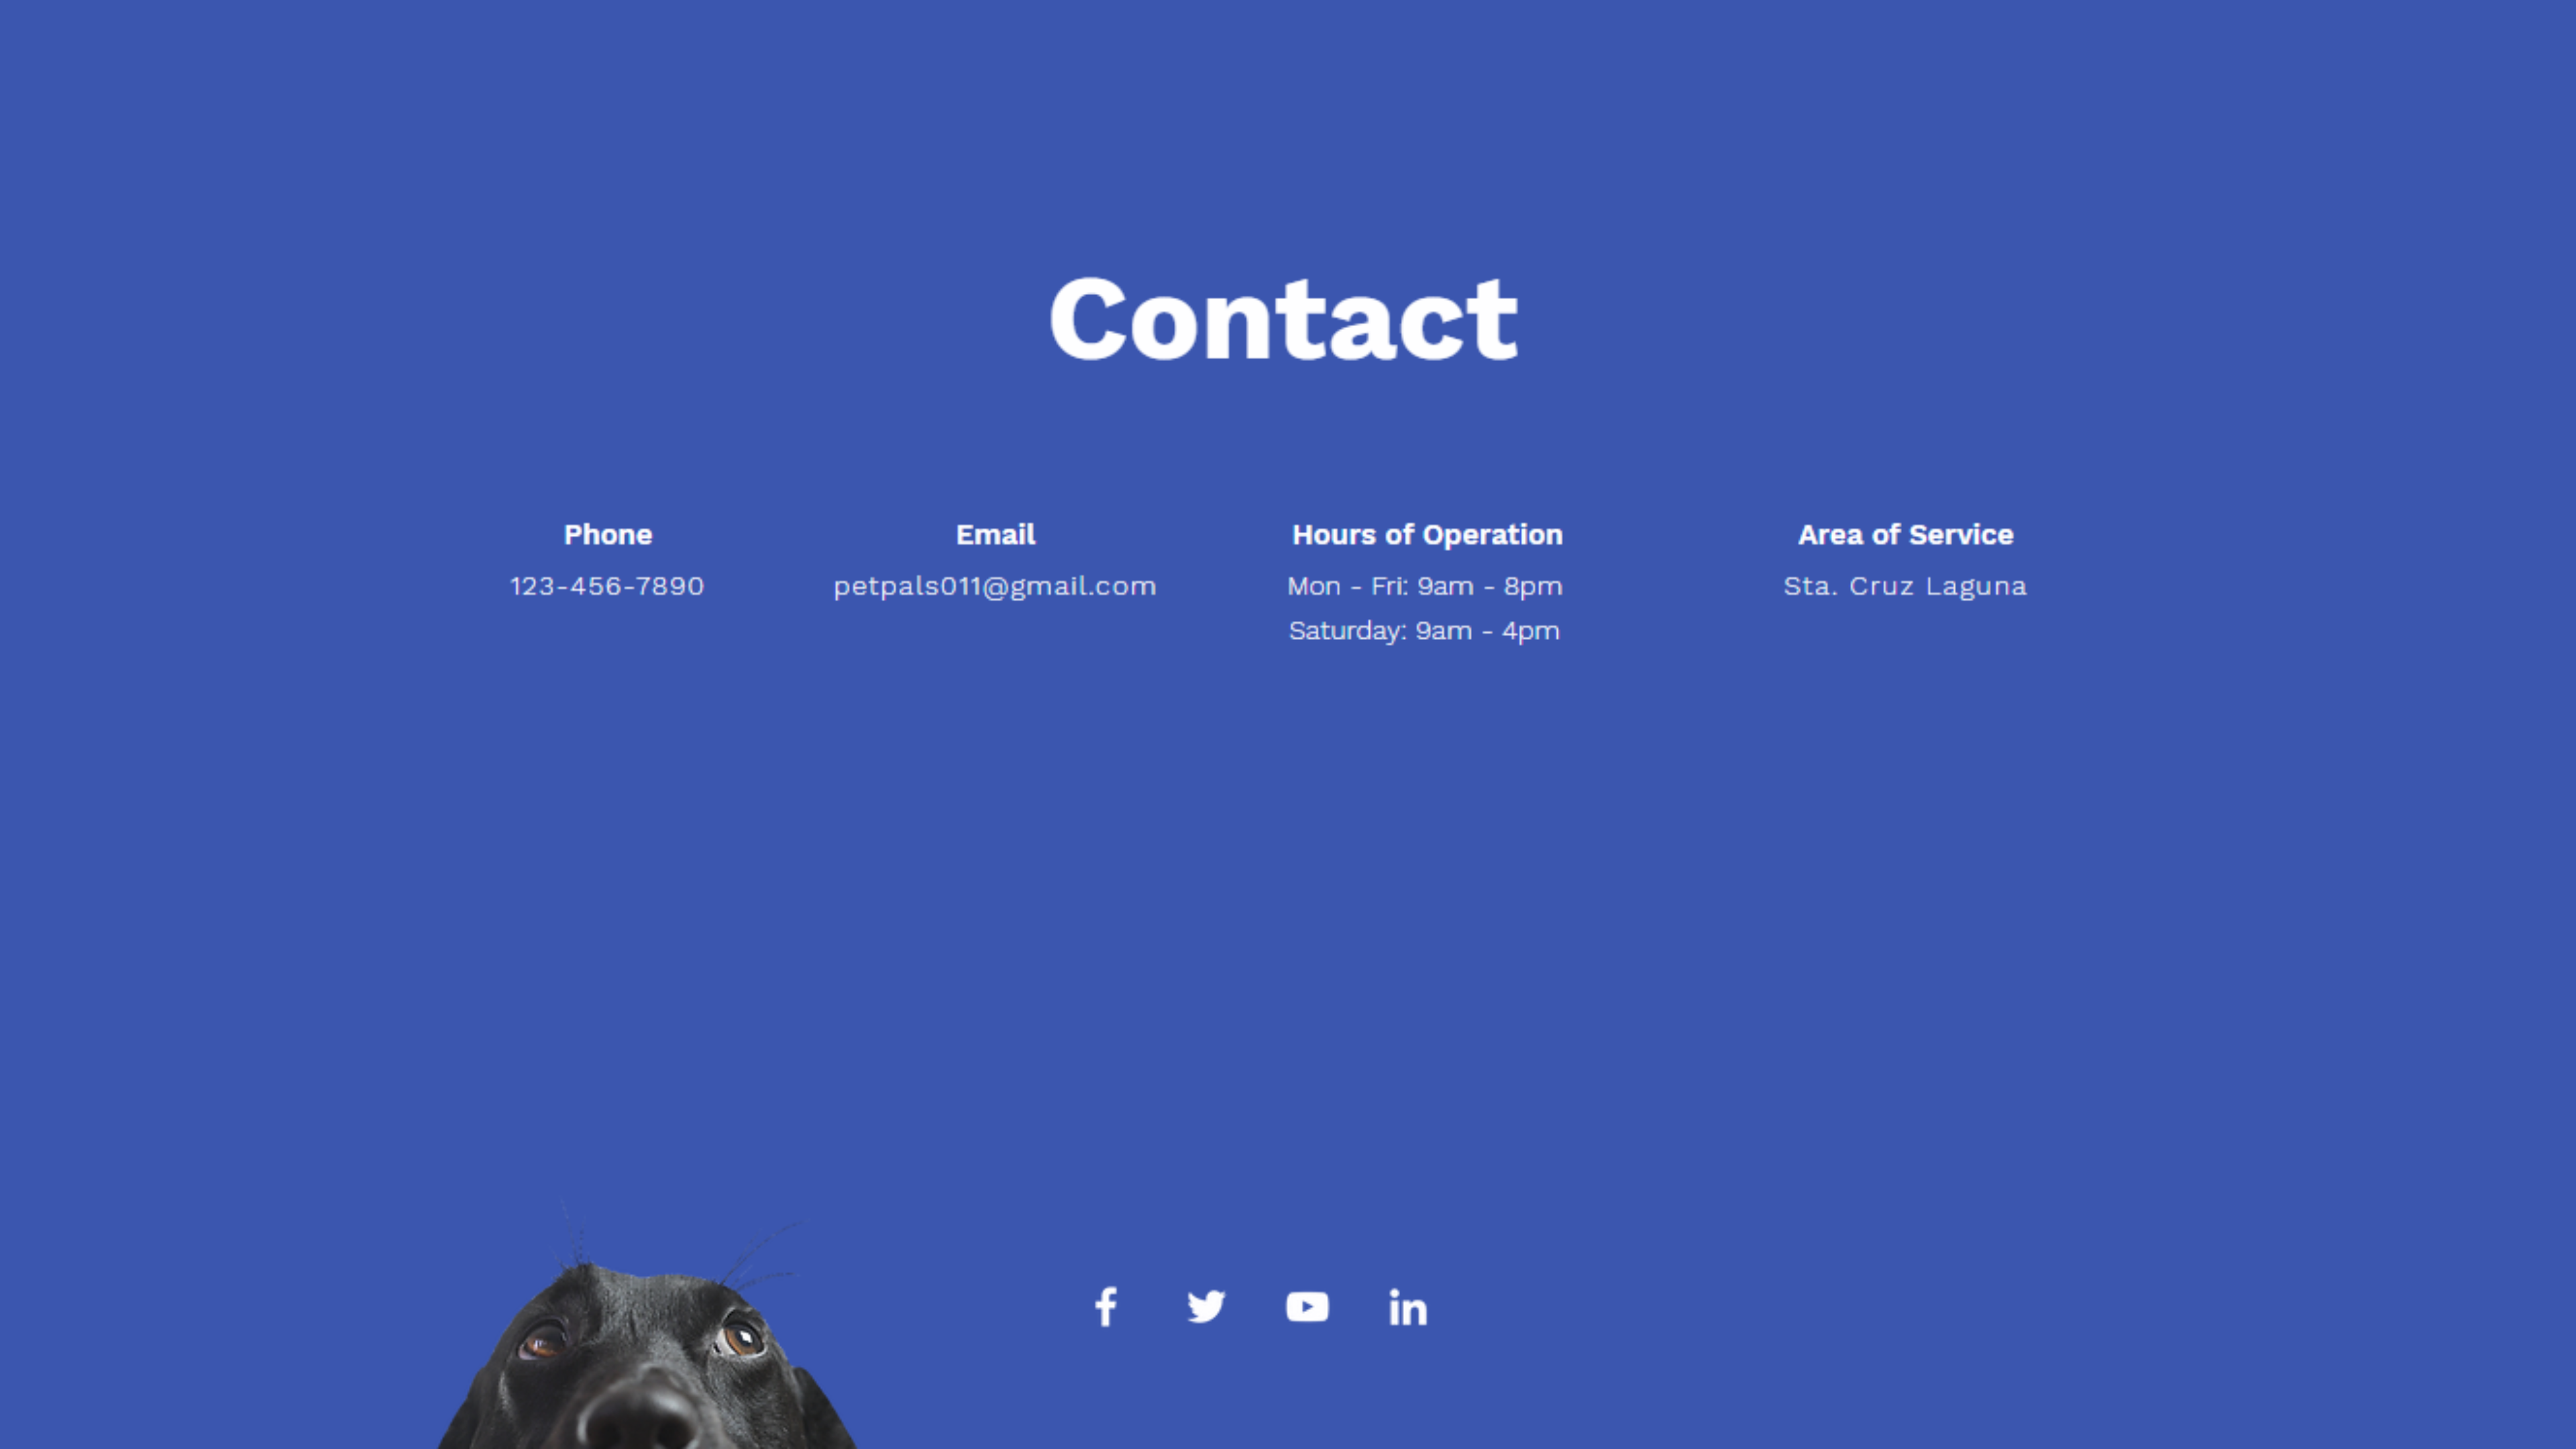 Contact
Phone
123-456-7890
Email
petpals011@gmail.com
Hours of Operation
Mon - Fri: 9am - 8pm
Saturday: 9am - 4pm
Area of Service
Sta. Cruz Laguna